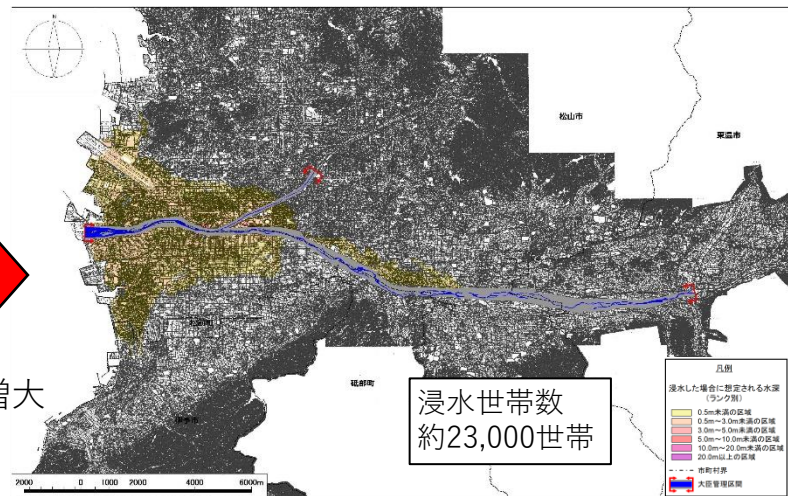 N
松山市
東温市
増大
砥部町
伊予市
浸水世帯数
約23,000世帯
凡例
浸水した場合に想定される水深
(ランク別)
0.5m未満の区域
0.5m~3.0m未満の区域
3.0m~5.0m未満の区域
5.0m~10.0m未満の区域
10.0m~20.0m未満の区域
20.0m以上の区域
市町村界
大臣管理区間
2000 0 2000 4000 6000m